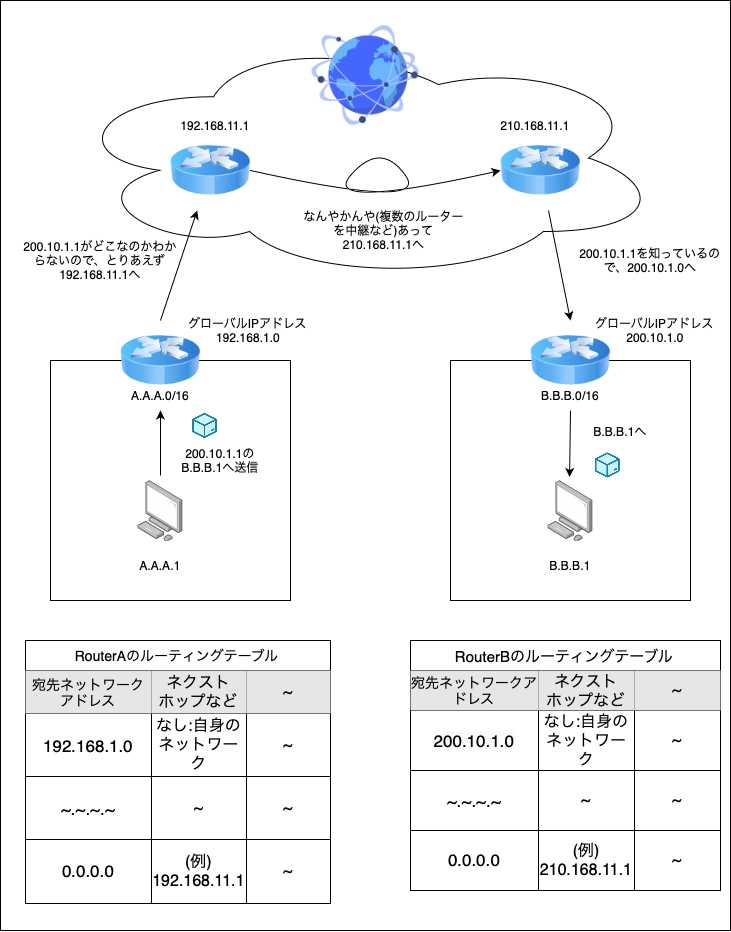 192.168.11.1
210.168.11.1
なんやかんや(複数のルーター
を中継など)あって
210.168.11.1へ
200.10.1.1がどこなのかわか
らないので、とりあえず
192.168.11.1へ
200.10.1.1を知っているの
で、200.10.1.0へ
グローバルIPアドレス
192.168.1.0
グローバルIPアドレス
200.10.1.0
A.A.A.0/16
B.B.B.0/16
200.10.1.1の
B.B.B.1へ送信
B.B.B.1へ
A.A.A.1
B.B.B.1
RouterAのルーティングテーブル
宛先ネットワーク
アドレス
ネクスト
ホップなど
~
192.168.1.0
なし:自身の
ネットワー
ク
~
~.~.~.~
~
~
0.0.0.0
(例)
192.168.11.1
~
RouterBのルーティングテーブル
宛先ネットワークア
ドレス
ネクスト
ホップなど
~
200.10.1.0
なし:自身の
ネットワー
ク
~
~.~.~.~
~
~
0.0.0.0
(例)
210.168.11.1
~